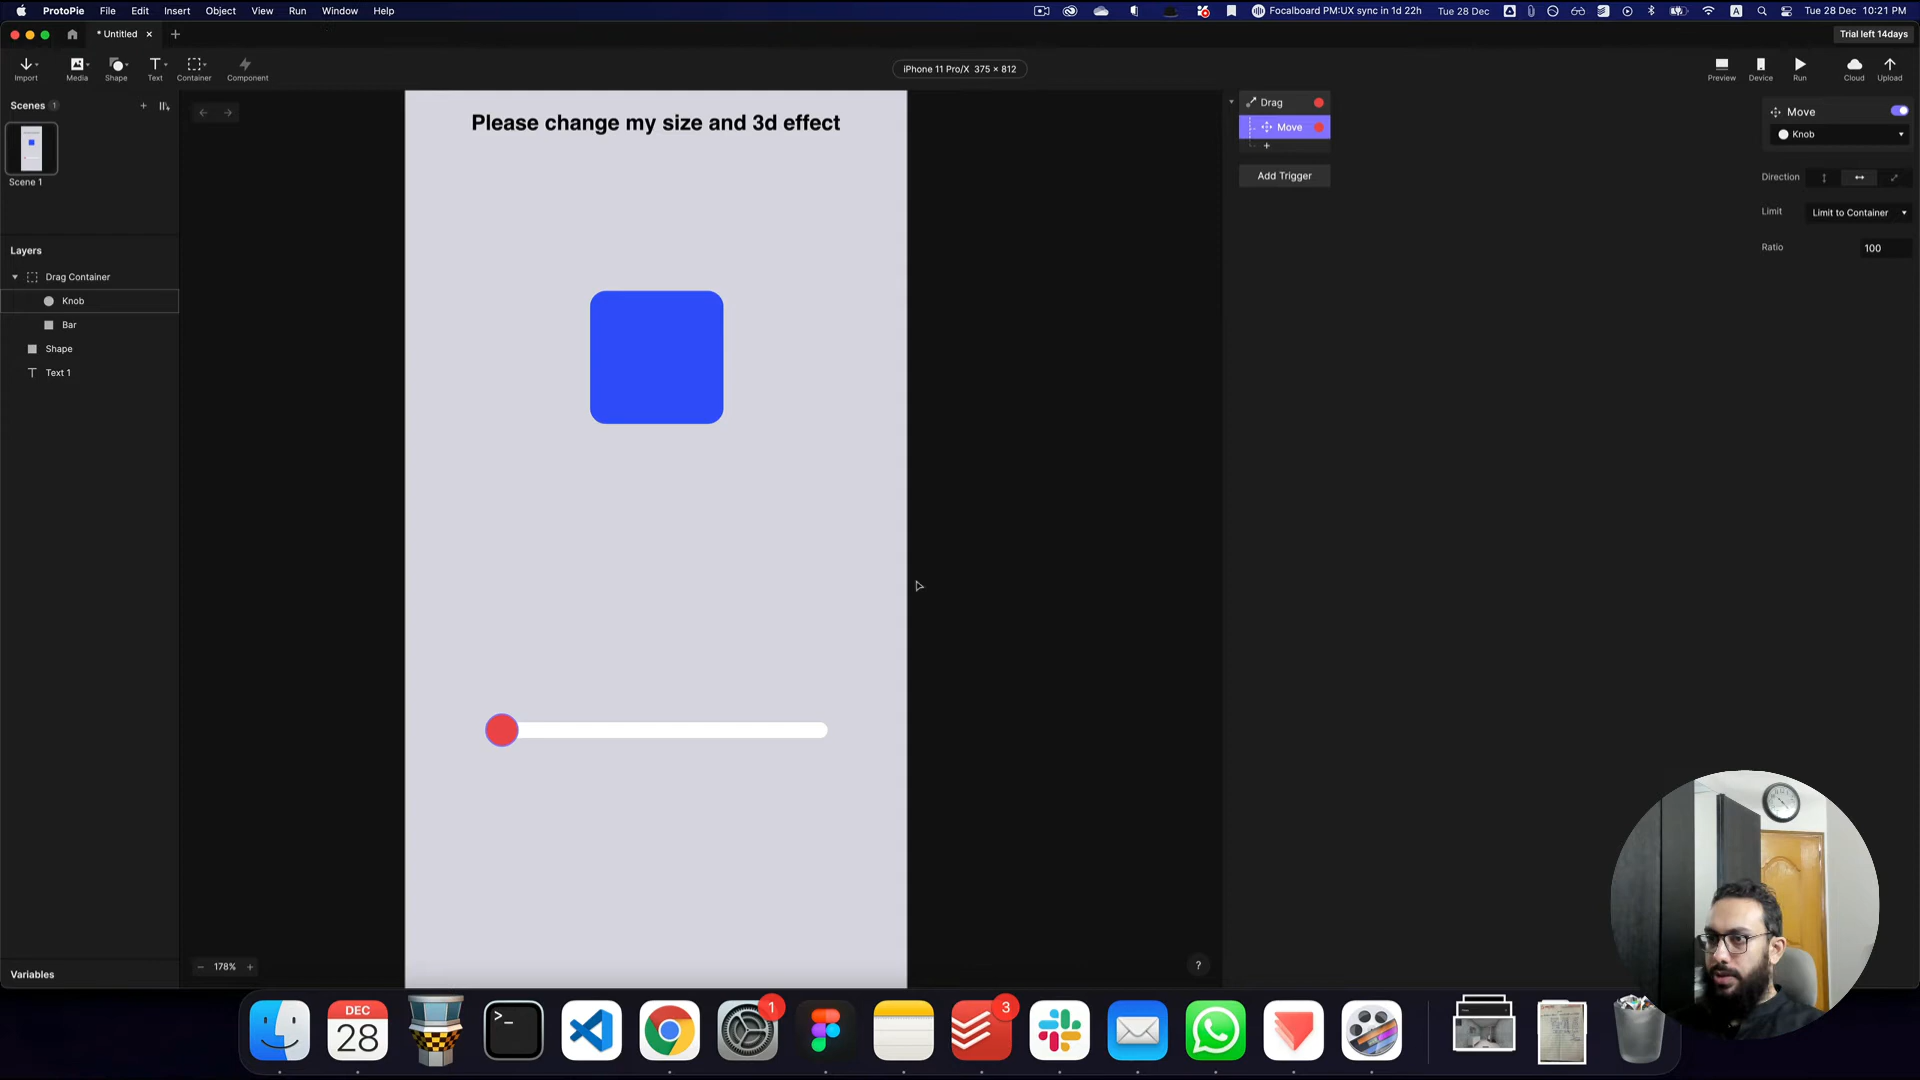 ProtoPie File Edit Insert Object View Run Window Help
Focalboard PM:UX sync in 1d 22h Tue 28 Dec A Tue 28 Dec 10:21 PM
* Untitled × +
Trial left 14days
Import Media Shape Text Container Component
iPhone 11 Pro/X 375 × 812
Preview Device Run Cloud Upload
Scenes 1 +
Scene 1
Layers
Drag Container
Knob
Bar
Shape
Text 1
Variables
Please change my size and 3d effect
− 178% +
?
Drag
Move
+
Add Trigger
Move
Knob
Direction
Limit Limit to Container
Ratio 100
DEC
28
>_
1
3